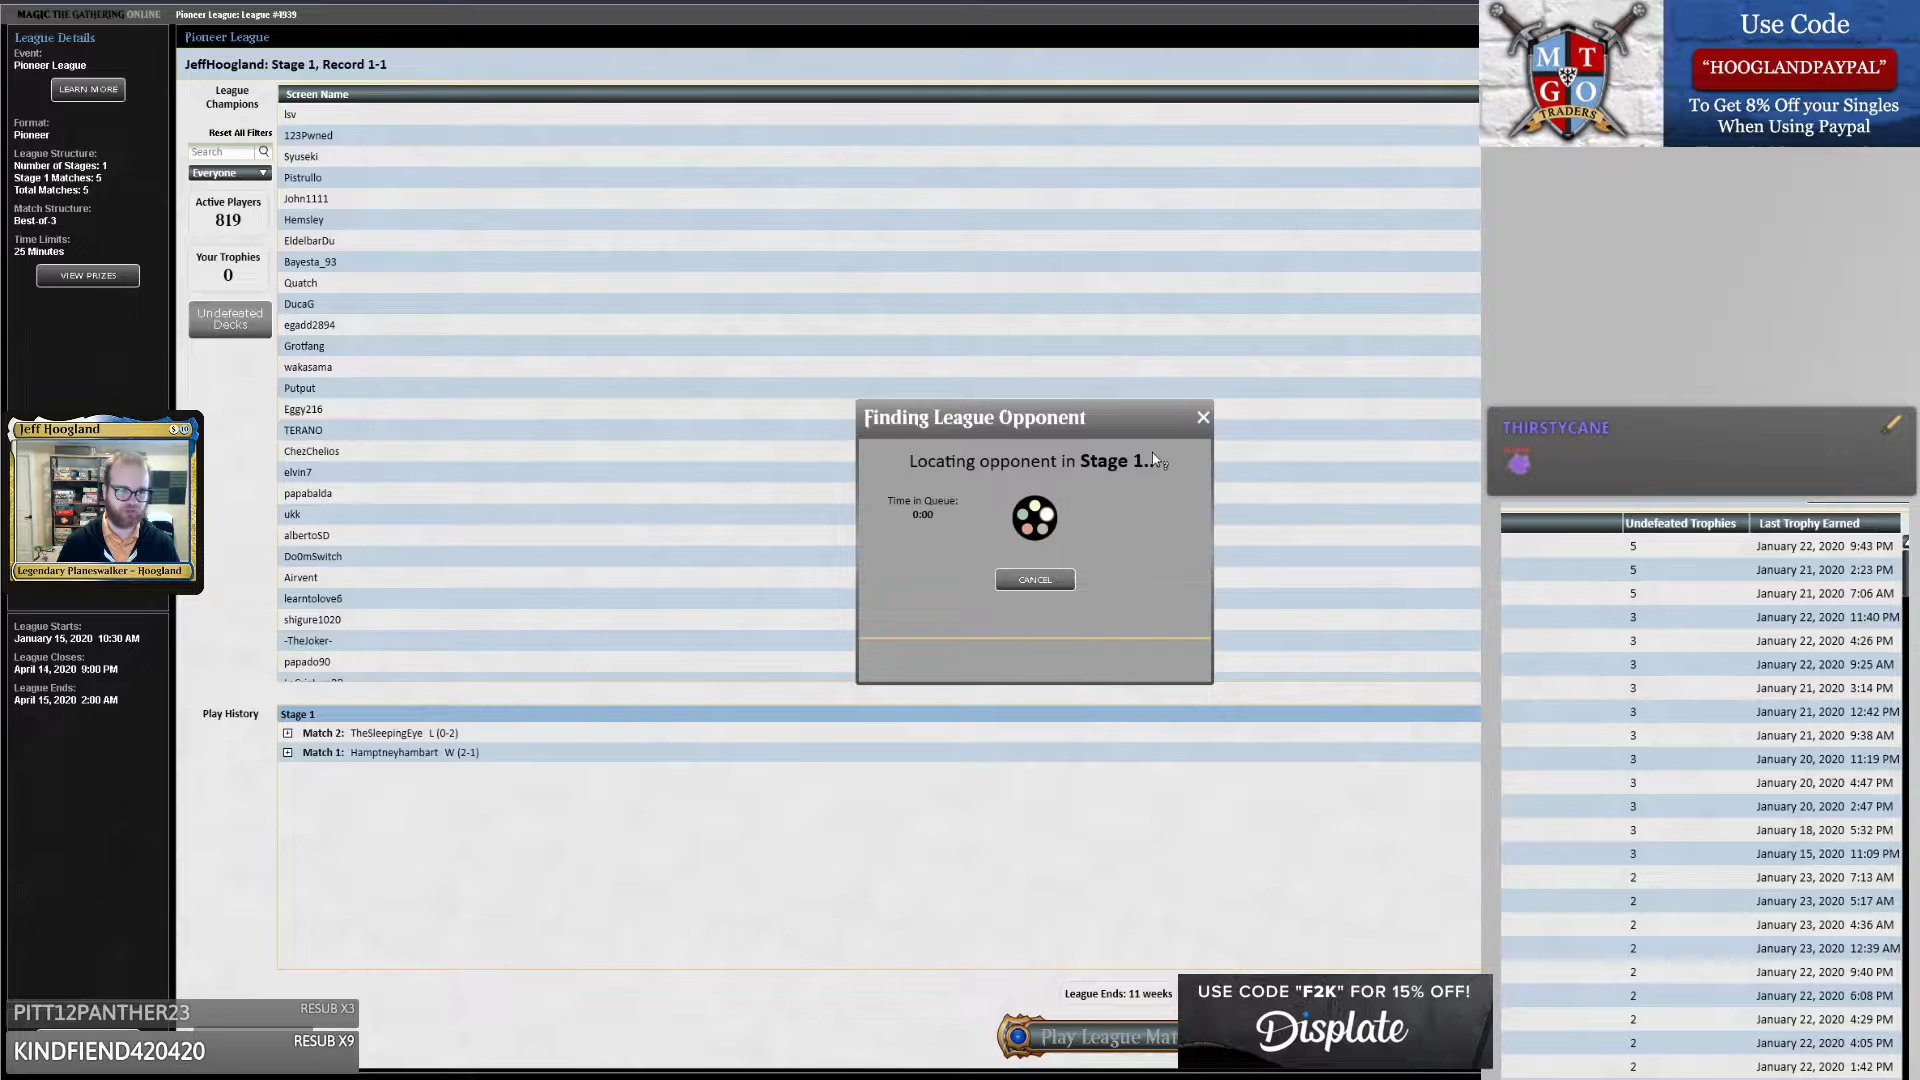 MAGIC THE GATHERING ONLINE
Pioneer League: League #4939
League Details
Event:
Pioneer League
LEARN MORE
Format:
Pioneer
League Structure:
Number of Stages: 1
Stage 1 Matches: 5
Total Matches: 5
Match Structure:
Best-of-3
Time Limits:
25 Minutes
VIEW PRIZES
Jeff Hoogland
Legendary Planeswalker – Hoogland
League Starts:
January 15, 2020 10:30 AM
League Closes:
April 14, 2020 9:00 PM
League Ends:
April 15, 2020 2:00 AM
PITT12PANTHER23
RESUB X3
KINDFIEND420420
RESUB X9
Pioneer League
JeffHoogland: Stage 1, Record 1-1
League
Champions
Reset All Filters
Search
Everyone
Active Players
819
Your Trophies
0
Undefeated
Decks
Screen Name
lsv
123Pwned
Syuseki
Pistrullo
John1111
Hemsley
EldelbarDu
Bayesta_93
Quatch
DucaG
egadd2894
Grotfang
wakasama
Putput
Eggy216
TERANO
ChezChelios
elvin7
papabalda
ukk
albertoSD
Do0mSwitch
Airvent
learntolove6
shigure1020
-TheJoker-
papado90
Finding League Opponent
Locating opponent in Stage 1...
Time in Queue:
0:00
CANCEL
Play History
Stage 1
Match 2: TheSleepingEye L (0-2)
Match 1: Hamptneyhambart W (2-1)
League Ends: 11 weeks
Play League Mat
USE CODE "F2K" FOR 15% OFF!
Displate
M T
G O
TRADERS
Use Code
“HOOGLANDPAYPAL”
To Get 8% Off your Singles
When Using Paypal
THIRSTYCANE
Undefeated Trophies Last Trophy Earned
5 January 22, 2020 9:43 PM
5 January 21, 2020 2:23 PM
5 January 21, 2020 7:06 AM
3 January 22, 2020 11:40 PM
3 January 22, 2020 4:26 PM
3 January 22, 2020 9:25 AM
3 January 21, 2020 3:14 PM
3 January 21, 2020 12:42 PM
3 January 21, 2020 9:38 AM
3 January 20, 2020 11:19 PM
3 January 20, 2020 4:47 PM
3 January 20, 2020 2:47 PM
3 January 18, 2020 5:32 PM
3 January 15, 2020 11:09 PM
2 January 23, 2020 7:13 AM
2 January 23, 2020 5:17 AM
2 January 23, 2020 4:36 AM
2 January 23, 2020 12:39 AM
2 January 22, 2020 9:40 PM
2 January 22, 2020 6:08 PM
2 January 22, 2020 4:29 PM
2 January 22, 2020 4:05 PM
2 January 22, 2020 1:42 PM